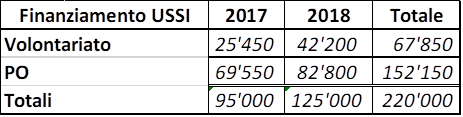 Finanziamento USSI 2017 2018 Totale
Volontariato 25'450 42'200 67'850
PO 69'550 82'800 152'150
Totali 95'000 125'000 220'000